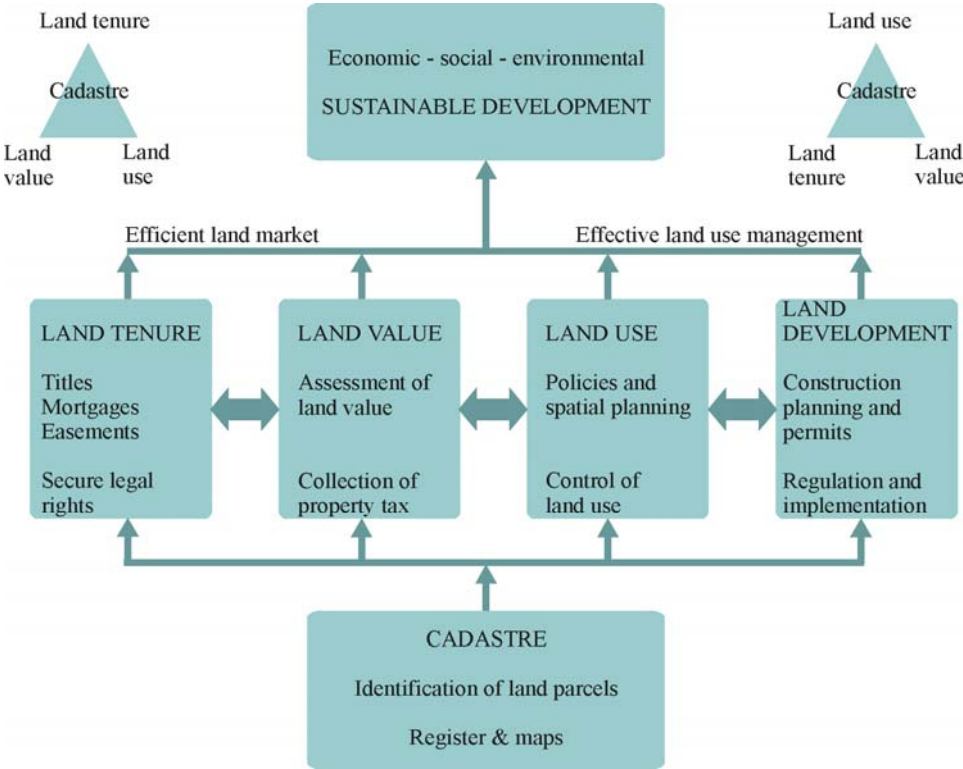 Land tenure
Cadastre
Land
value
Land
use
Economic - social - environmental
SUSTAINABLE DEVELOPMENT
Land use
Cadastre
Land
tenure
Land
value
Efficient land market
Effective land use management
LAND TENURE
Titles
Mortgages
Easements
Secure legal
rights
LAND VALUE
Assessment of
land value
Collection of
property tax
LAND USE
Policies and
spatial planning
Control of
land use
LAND
DEVELOPMENT
Construction
planning and
permits
Regulation and
implementation
CADASTRE
Identification of land parcels
Register & maps